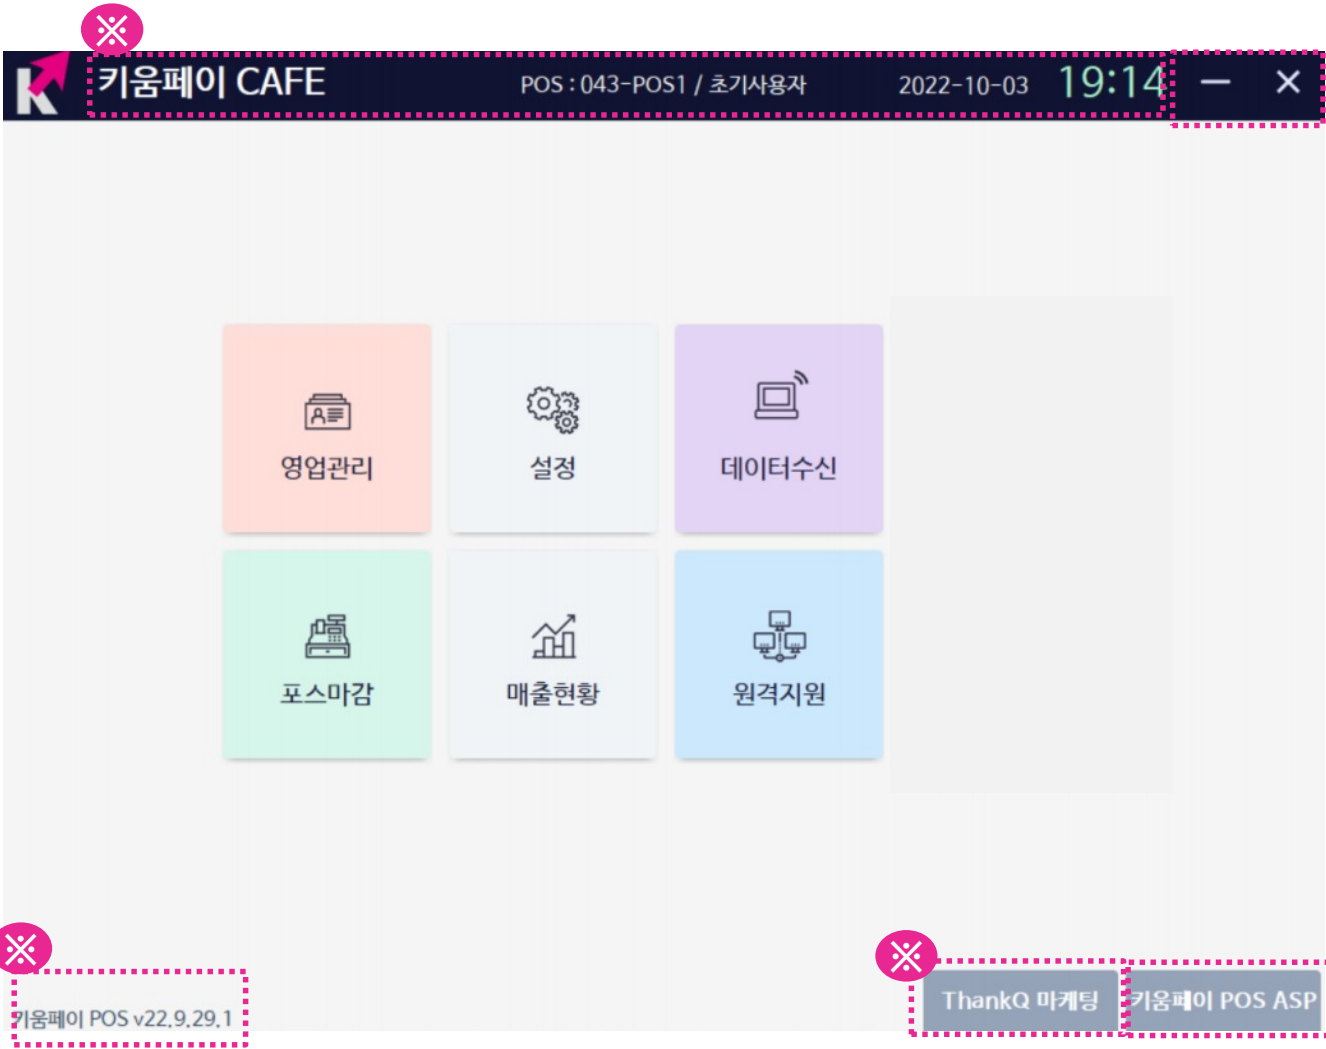 ※
키움페이 CAFE POS : 043-POS1 / 초기사용자 2022-10-03 19:14
영업관리 설정 데이터수신
포스마감 매출현황 원격지원
※ ※
키움페이 POS v22.9.29.1 ThankQ 마케팅 키움페이 POS ASP